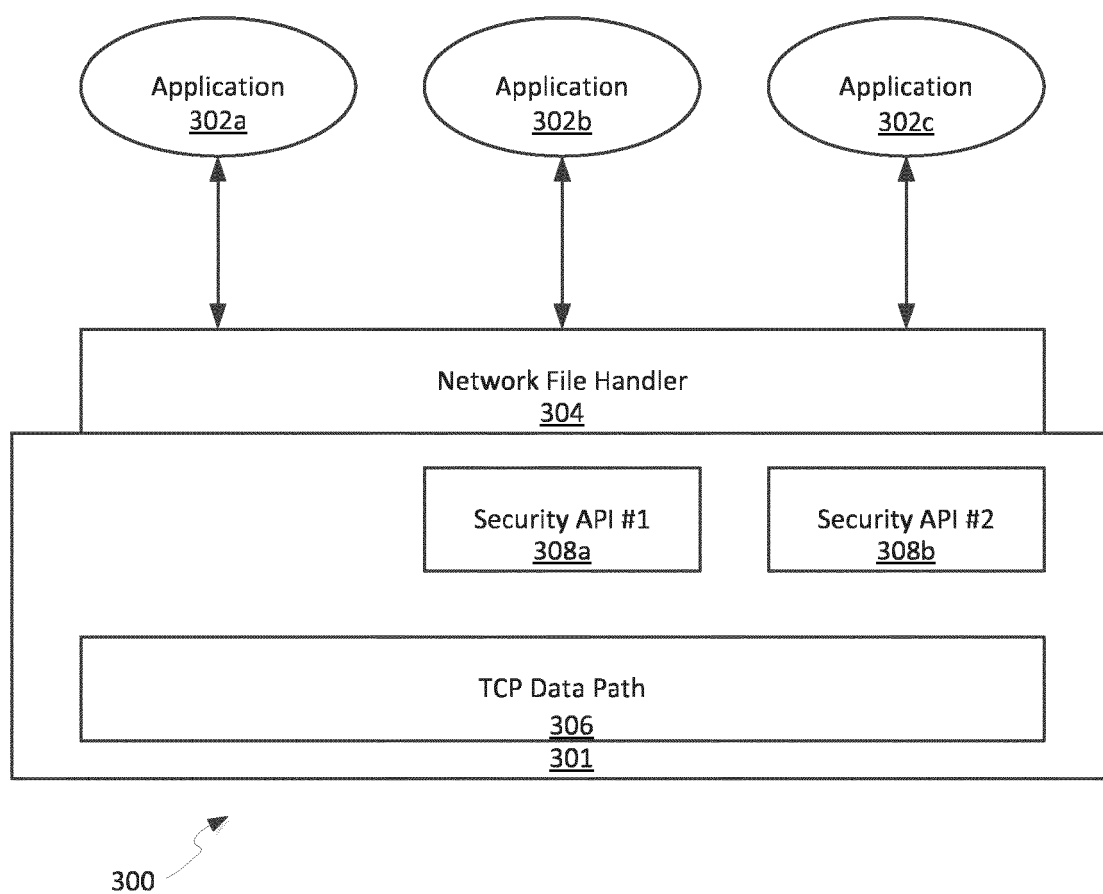 Application
302a
Application
302b
Application
302c
Network File Handler
304
Security API #1
308a
Security API #2
308b
TCP Data Path
306
301
300